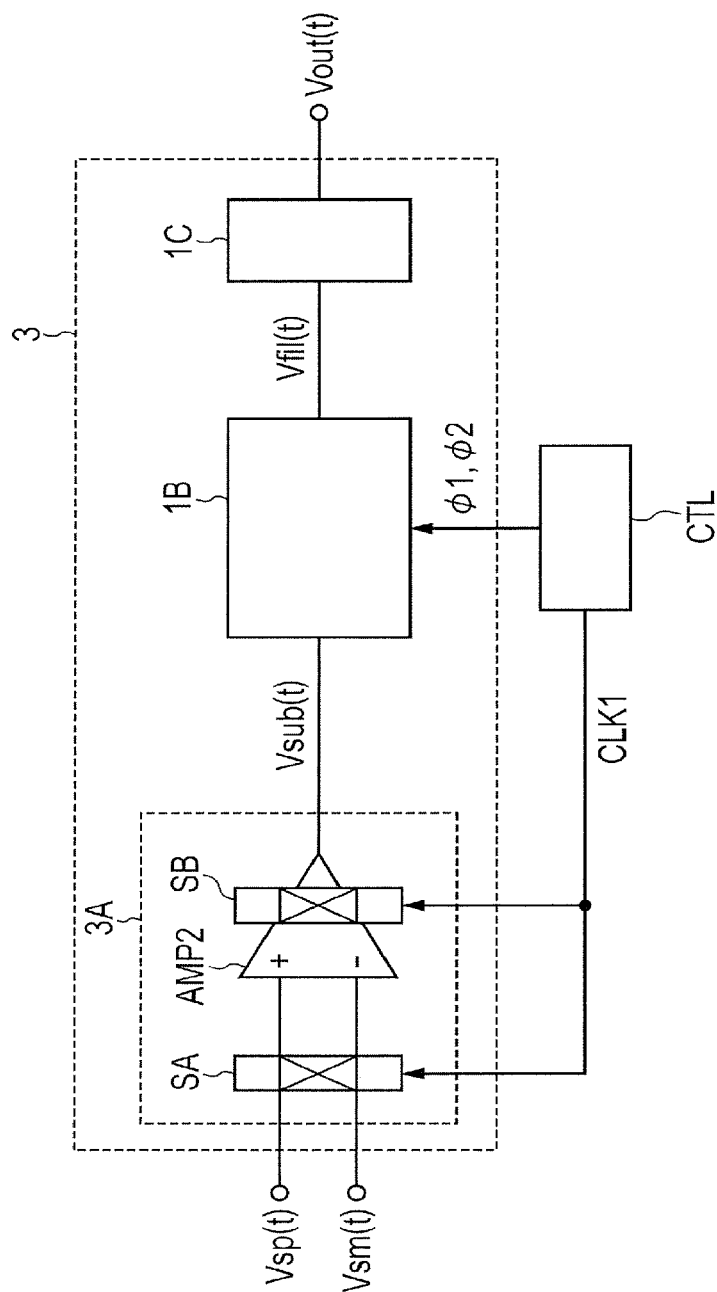 3
3A
SA
AMP2
+
-
SB
1B
1C
Vsp(t)
Vsm(t)
Vsub(t)
Vfil(t)
Vout(t)
ϕ1, ϕ2
CLK1
CTL